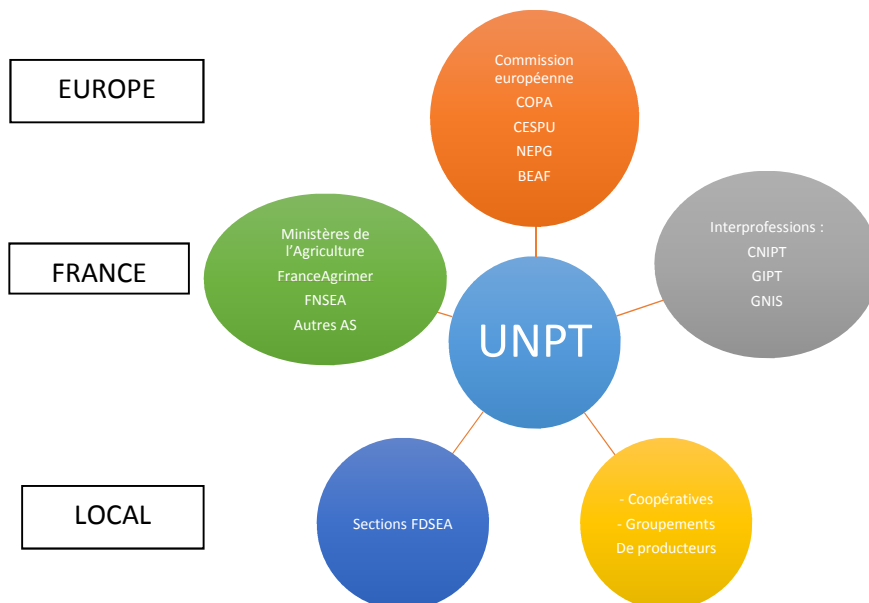 EUROPE
Commission
européenne
COPA
CESPU
NEPG
BEAF
FRANCE
Ministères de
l’Agriculture
FranceAgrimer
FNSEA
Autres AS
UNPT
Interprofessions :
CNIPT
GIPT
GNIS
LOCAL
Sections FDSEA
- Coopératives
- Groupements
De producteurs